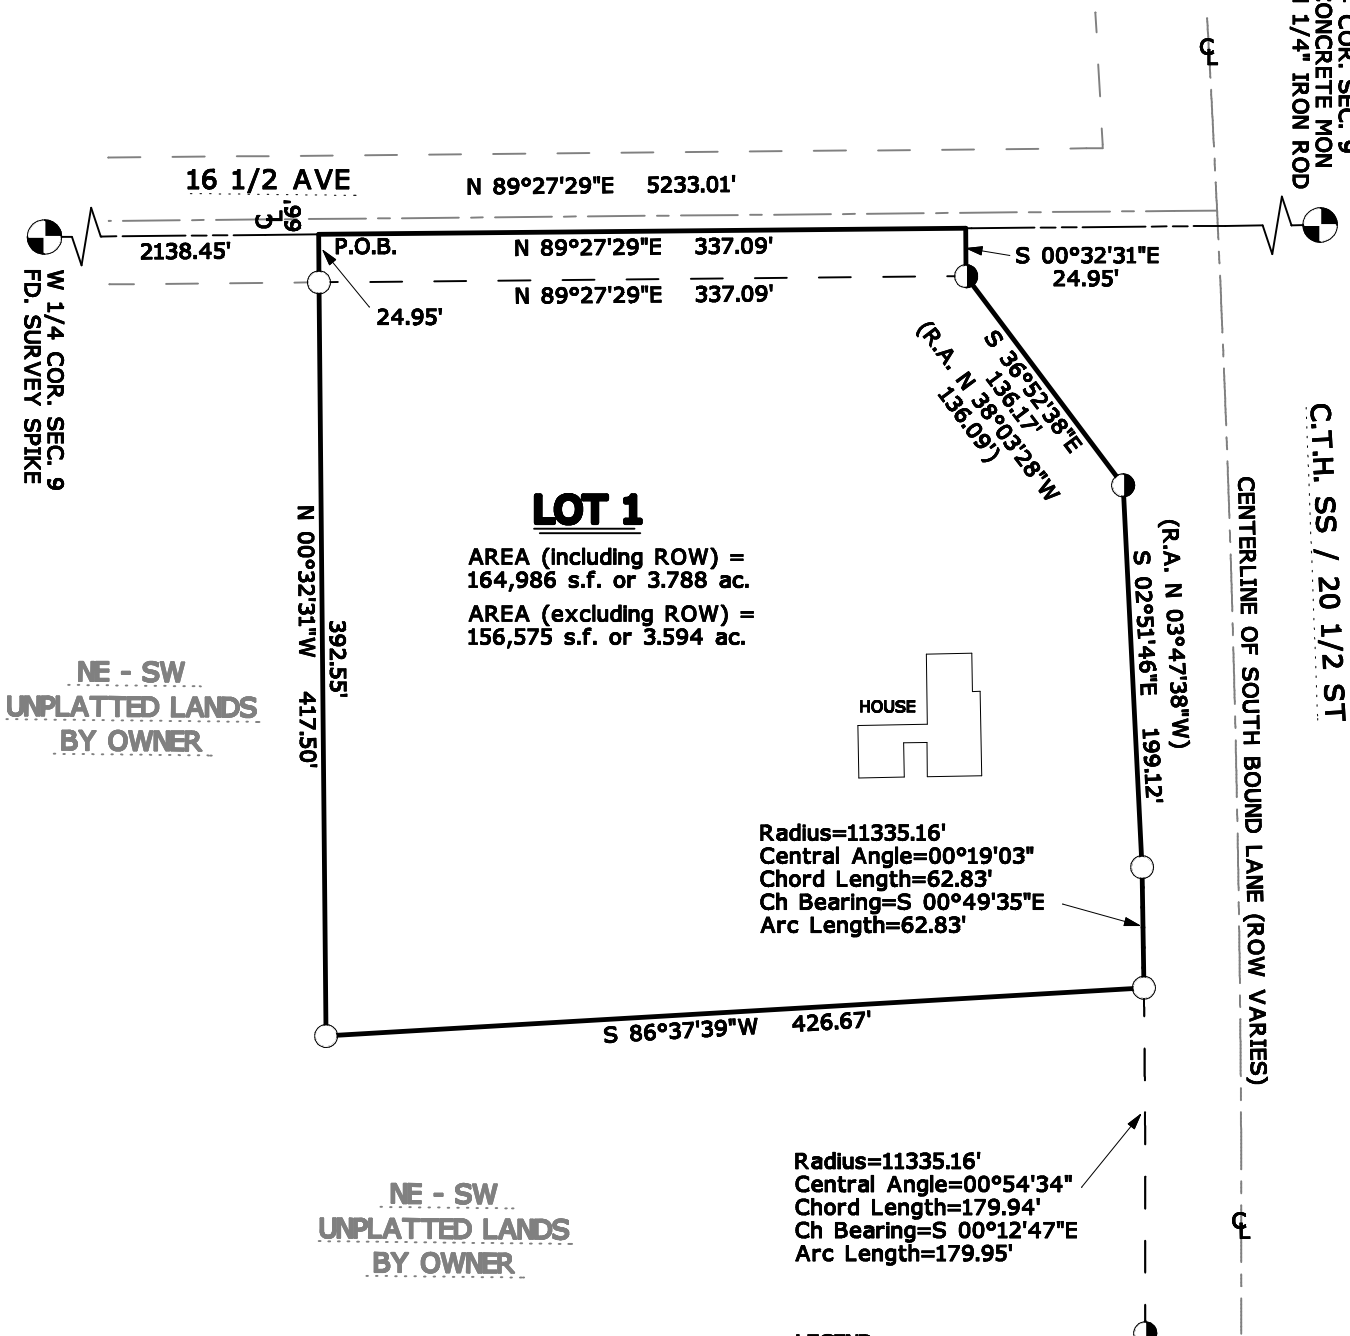 COR. SEC. 9
CONCRETE MON
1/4" IRON ROD
CL
16 1/2 AVE
N 89°27'29"E 5233.01'
CL
66'
2138.45'
P.O.B.
N 89°27'29"E 337.09'
S 00°32'31"E
24.95'
N 89°27'29"E 337.09'
24.95'
W 1/4 COR. SEC. 9
FD. SURVEY SPIKE
S 36°52'38"E
136.17'
(R.A. N 38°03'28"W
136.09')
C.T.H. SS / 20 1/2 ST
CENTERLINE OF SOUTH BOUND LANE (ROW VARIES)
LOT 1
AREA (including ROW) =
164,986 s.f. or 3.788 ac.
AREA (excluding ROW) =
156,575 s.f. or 3.594 ac.
(R.A. N 03°47'38"W)
S 02°51'46"E 199.12'
N 00°32'31"W 417.50'
392.55'
NE - SW
UNPLATTED LANDS
BY OWNER
HOUSE
Radius=11335.16'
Central Angle=00°19'03"
Chord Length=62.83'
Ch Bearing=S 00°49'35"E
Arc Length=62.83'
S 86°37'39"W 426.67'
Radius=11335.16'
Central Angle=00°54'34"
Chord Length=179.94'
Ch Bearing=S 00°12'47"E
Arc Length=179.95'
CL
NE - SW
UNPLATTED LANDS
BY OWNER